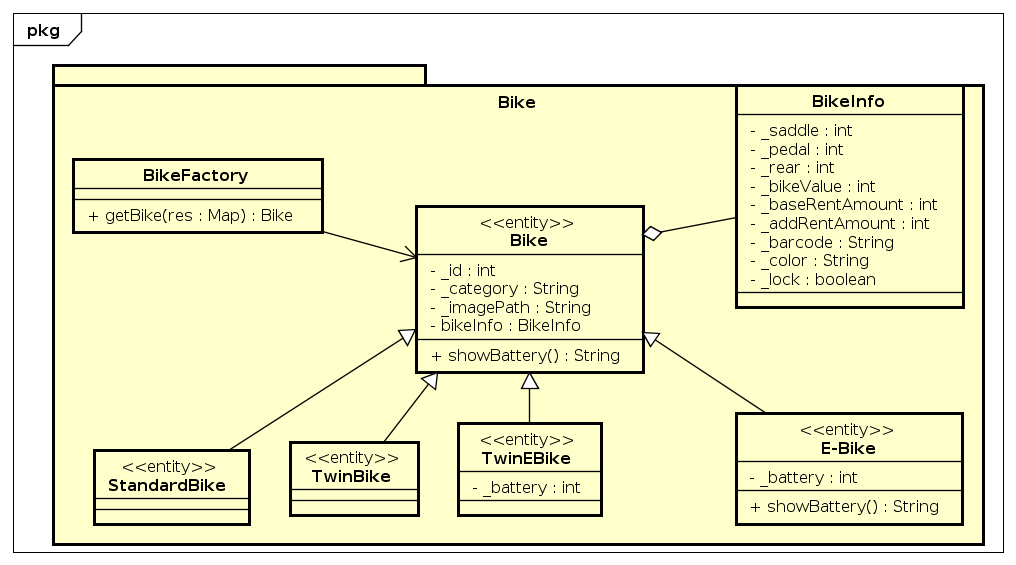 pkg
Bike
BikeFactory
+ getBike(res : Map) : Bike
<<entity>>
Bike
- _id : int
- _category : String
- _imagePath : String
- bikeInfo : BikeInfo
+ showBattery() : String
BikeInfo
- _saddle : int
- _pedal : int
- _rear : int
- _bikeValue : int
- _baseRentAmount : int
- _addRentAmount : int
- _barcode : String
- _color : String
- _lock : boolean
<<entity>>
StandardBike
<<entity>>
TwinBike
<<entity>>
TwinEBike
- _battery : int
<<entity>>
E-Bike
- _battery : int
+ showBattery() : String